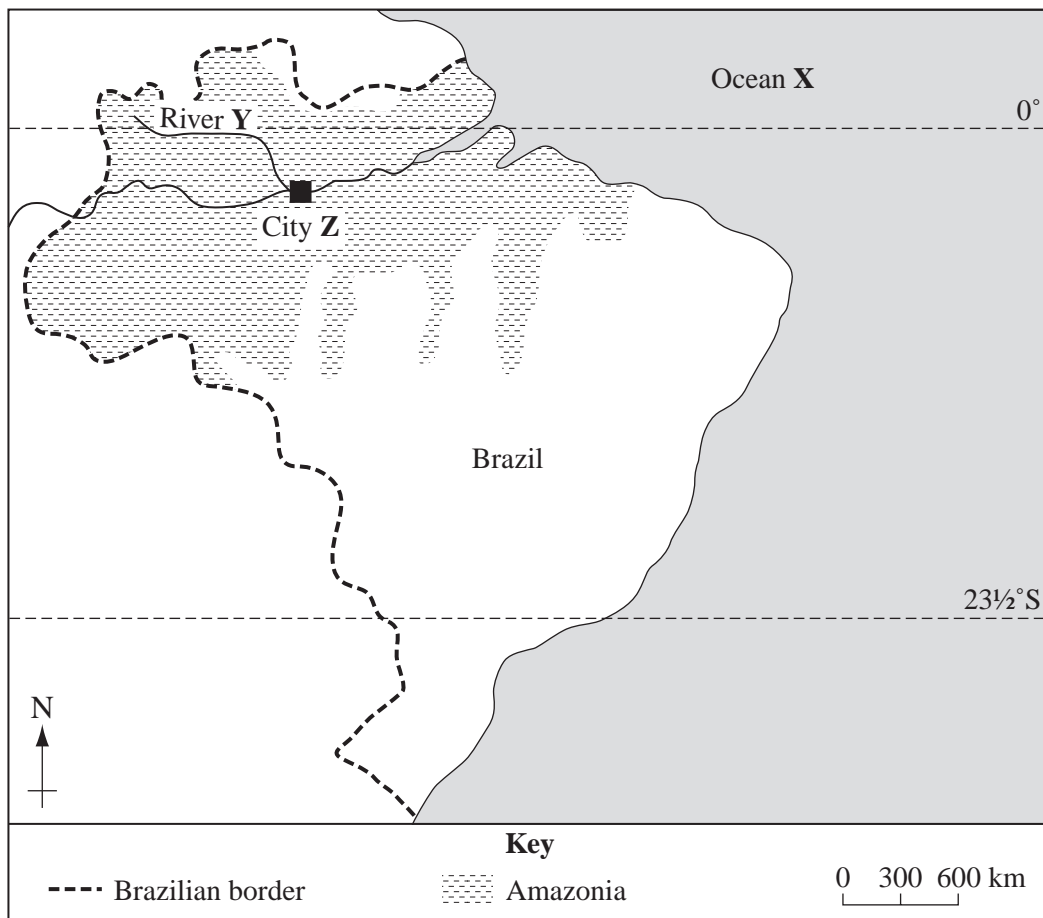 Ocean X
0°
River Y
City Z
Brazil
23½°S
N
Key
Brazilian border
Amazonia
0 300 600 km